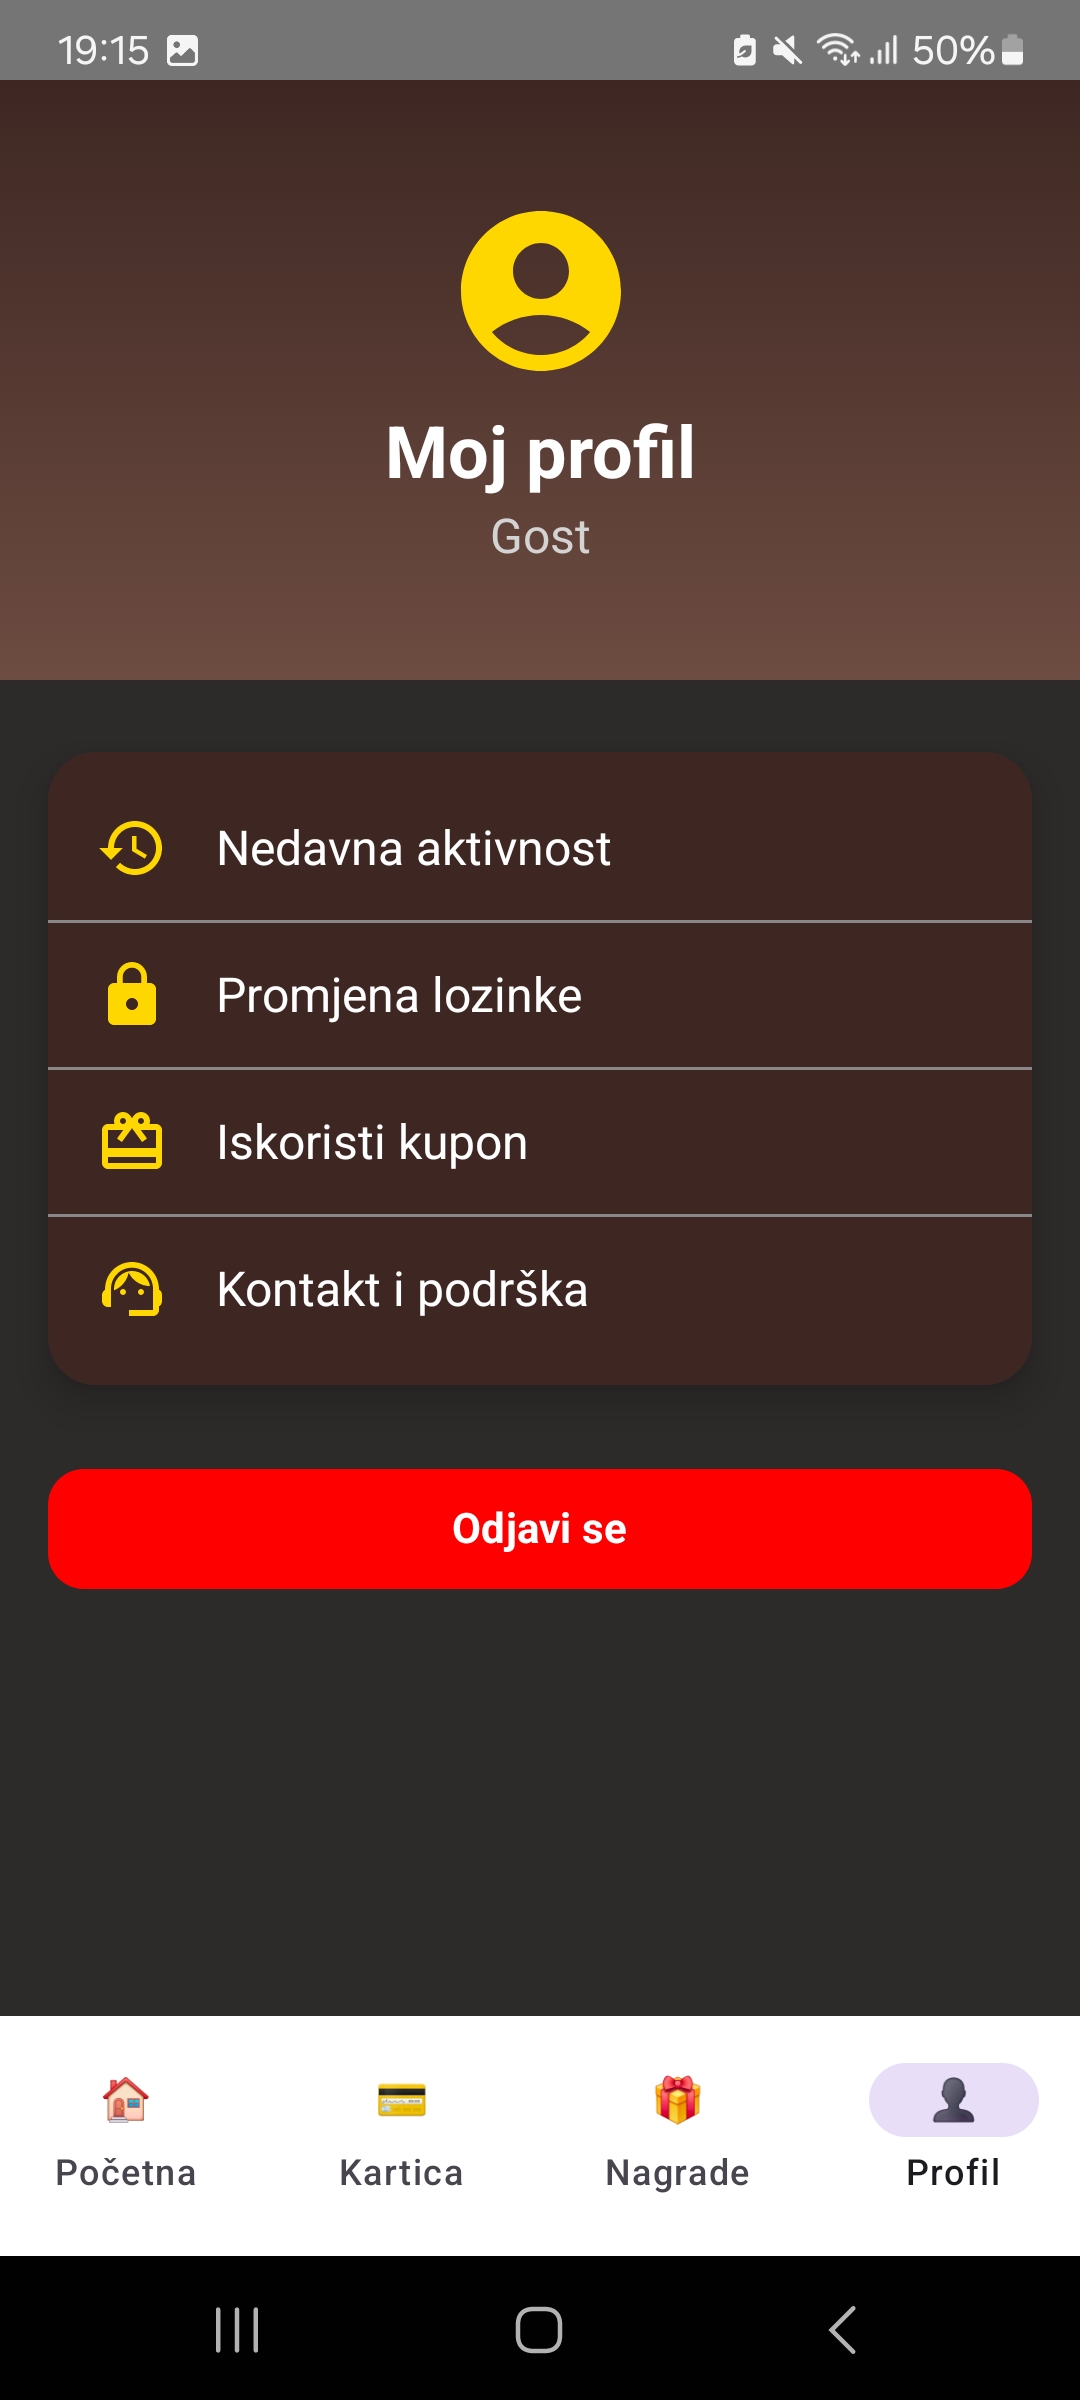 19:15 50%
Moj profil
Gost
Nedavna aktivnost
Promjena lozinke
Iskoristi kupon
Kontakt i podrška
Odjavi se
Početna Kartica Nagrade Profil